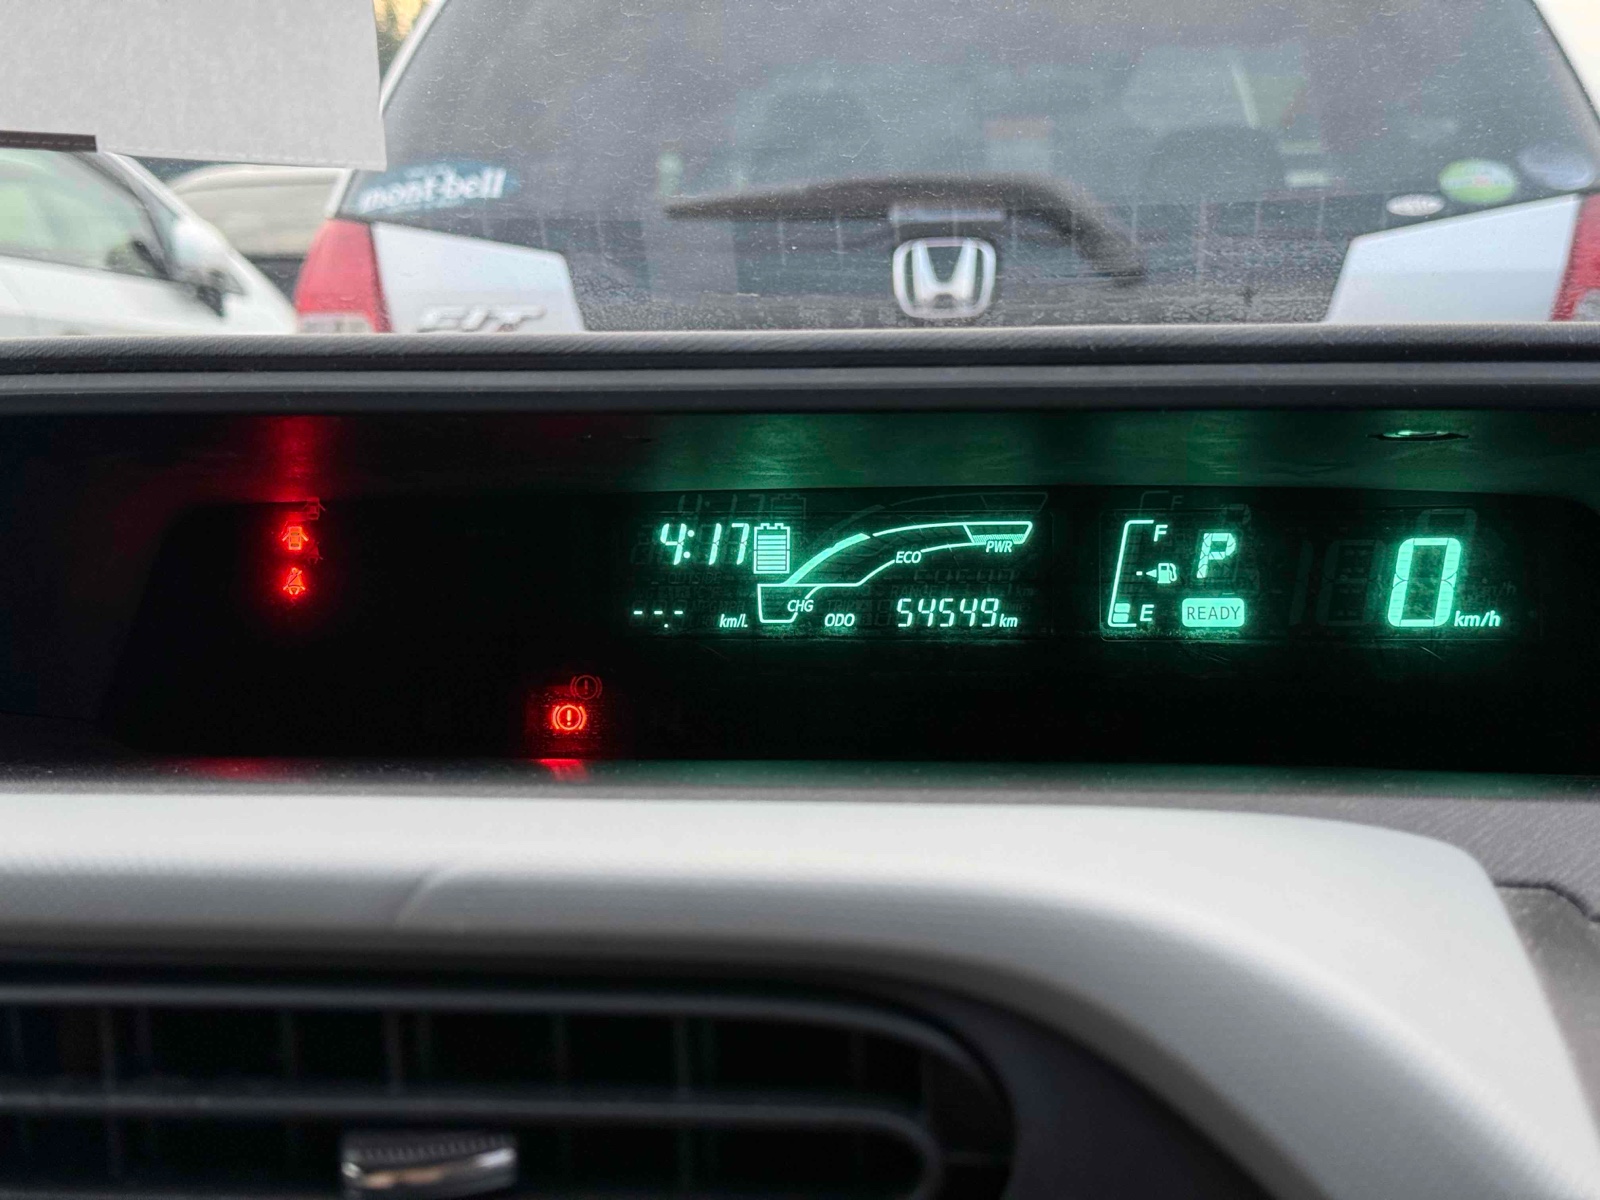 mont-bell
FIT
4:17
ECO
PWR
CHG
--.- km/L
ODO 54549 km
F
E
P
READY
0 km/h